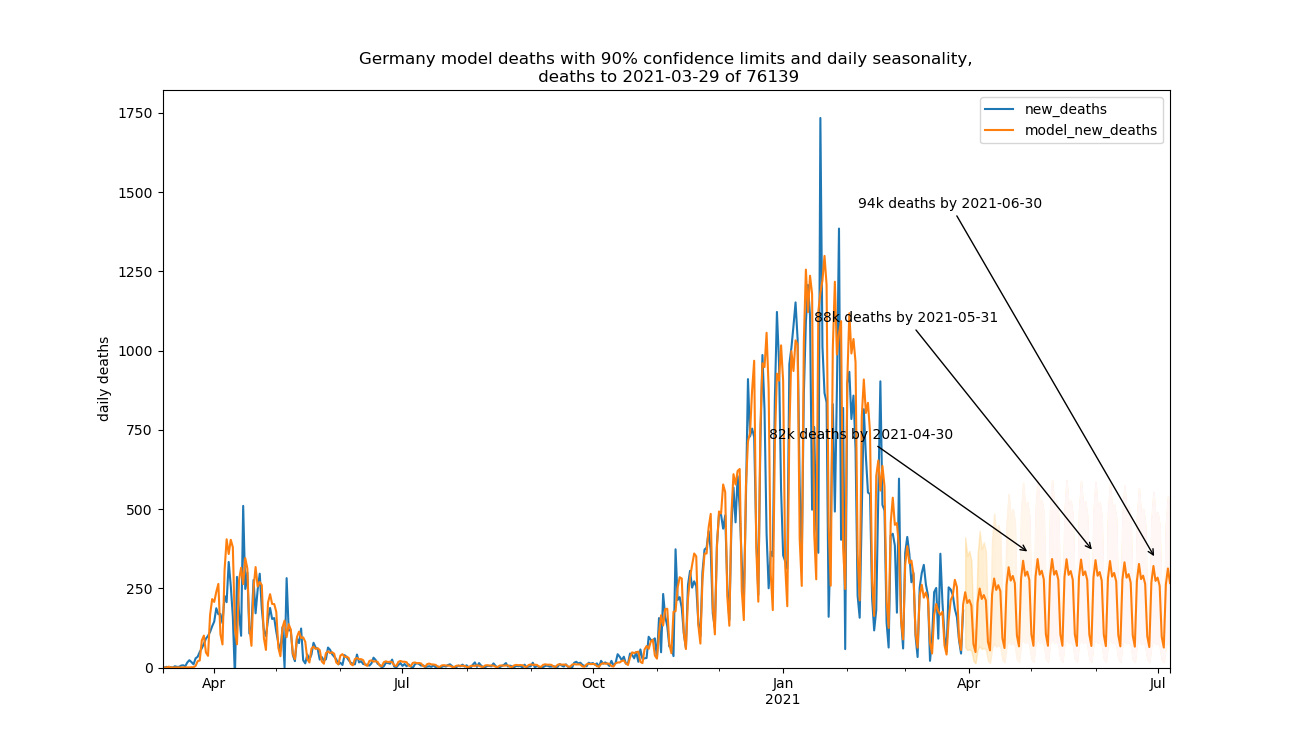 Germany model deaths with 90% confidence limits and daily seasonality,
deaths to 2021-03-29 of 76139
new_deaths
model_new_deaths
94k deaths by 2021-06-30
88k deaths by 2021-05-31
82k deaths by 2021-04-30
daily deaths
1750
1500
1250
1000
750
500
250
0
Apr
Jul
Oct
Jan
2021
Apr
Jul